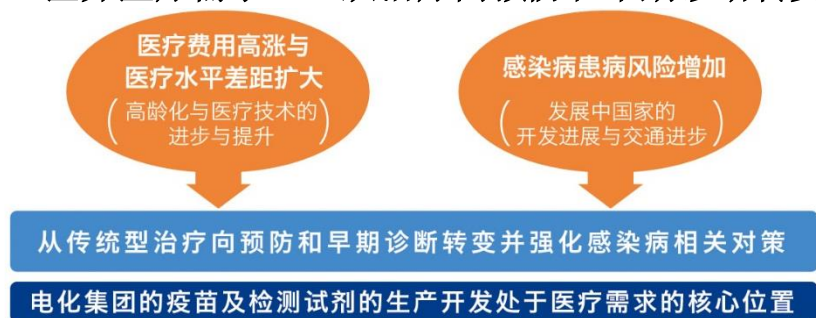 医疗费用高涨与
医疗水平差距扩大
(高龄化与医疗技术的
进步与提升)
感染病患病风险增加
(发展中国家的
开发进展与交通进步)
从传统型治疗向预防和早期诊断转变并强化感染病相关对策
电化集团的疫苗及检测试剂的生产开发处于医疗需求的核心位置